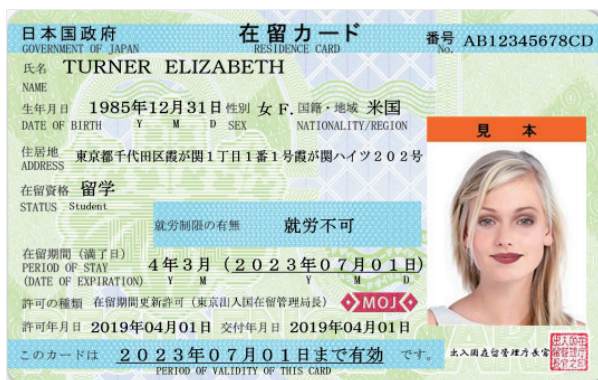 日本国政府 在留カード 番号 AB12345678CD
GOVERNMENT OF JAPAN RESIDENCE CARD No.
氏名 TURNER ELIZABETH
NAME
生年月日 1985年12月31日 性別 女 F. 国籍・地域 米国
DATE OF BIRTH Y M D SEX NATIONALITY/REGION
見本
住居地 東京都千代田区霞が関1丁目1番1号霞が関ハイツ202号
ADDRESS
在留資格 留学
STATUS Student
就労制限の有無 就労不可
在留期間(満了日)
PERIOD OF STAY 4年3月(2023年07月01日)
(DATE OF EXPIRATION) Y M Y M D
許可の種類 在留期間更新許可(東京出入国在留管理局長) MOJ
許可年月日 2019年04月01日 交付年月日 2019年04月01日
このカードは 2023年07月01日まで有効 です。 出入国在留管理庁長官
PERIOD OF VALIDITY OF THIS CARD